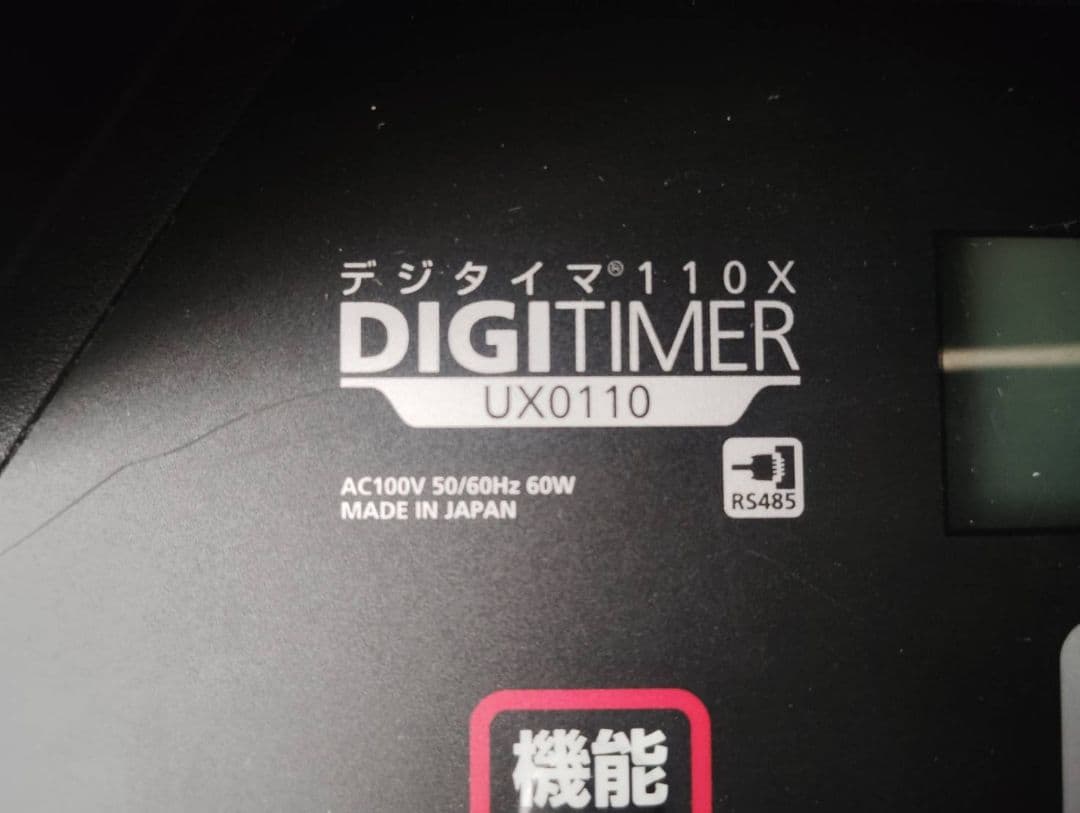 デジタイマ®110X
DIGITIMER
UX0110
AC100V 50/60Hz 60W
MADE IN JAPAN
RS485
機能